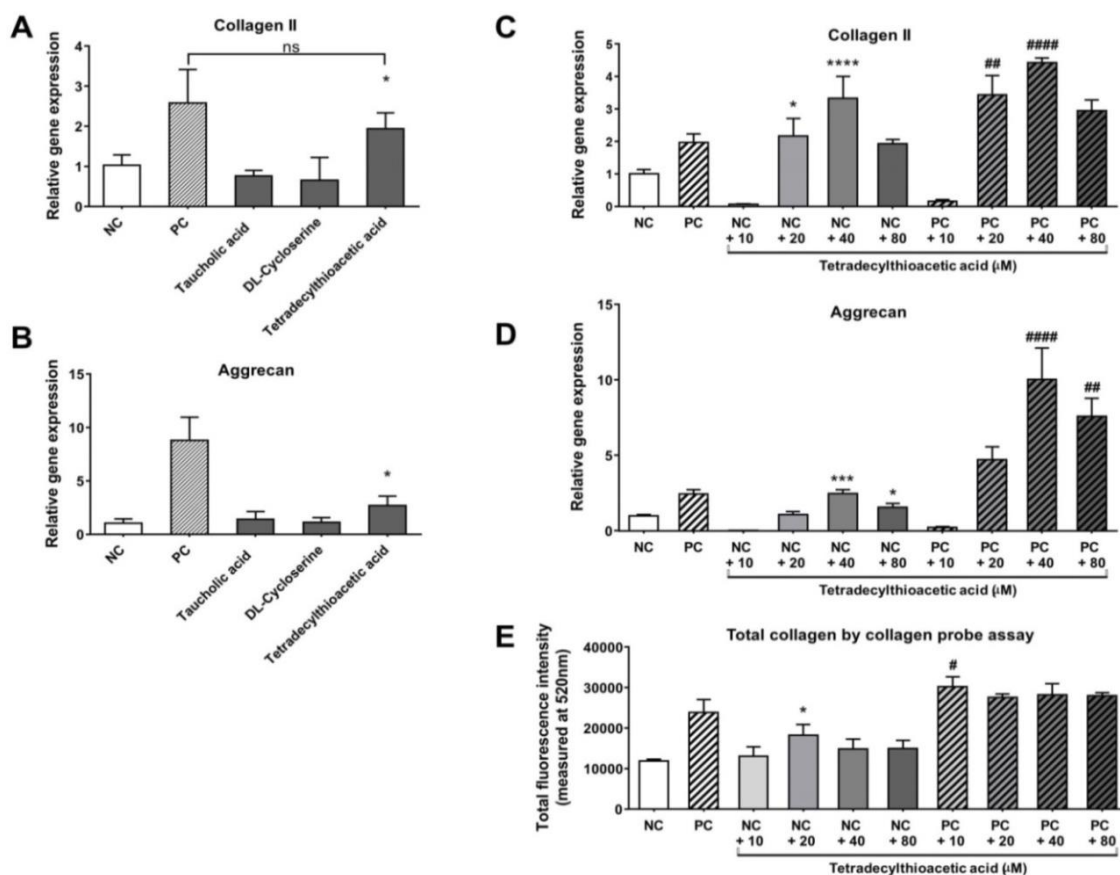 A
Collagen II
Relative gene expression
4
3
2
1
0
ns
*
NC
PC
Taucholic acid
DL-Cycloserine
Tetradecylthioacetic acid
B
Aggrecan
Relative gene expression
15
10
5
0
*
NC
PC
Taucholic acid
DL-Cycloserine
Tetradecylthioacetic acid
C
Collagen II
Relative gene expression
5
4
3
2
1
0
*
****
##
####
NC PC NC NC NC NC PC PC PC PC
+ 10 + 20 + 40 + 80 + 10 + 20 + 40 + 80
Tetradecylthioacetic acid (μM)
D
Aggrecan
Relative gene expression
15
10
5
0
***
*
####
##
NC PC NC NC NC NC PC PC PC PC
+ 10 + 20 + 40 + 80 + 10 + 20 + 40 + 80
Tetradecylthioacetic acid (μM)
E
Total collagen by collagen probe assay
Total fluorescence intensity
(measured at 520nm)
40000
30000
20000
10000
0
*
#
NC PC NC NC NC NC PC PC PC PC
+ 10 + 20 + 40 + 80 + 10 + 20 + 40 + 80
Tetradecylthioacetic acid (μM)